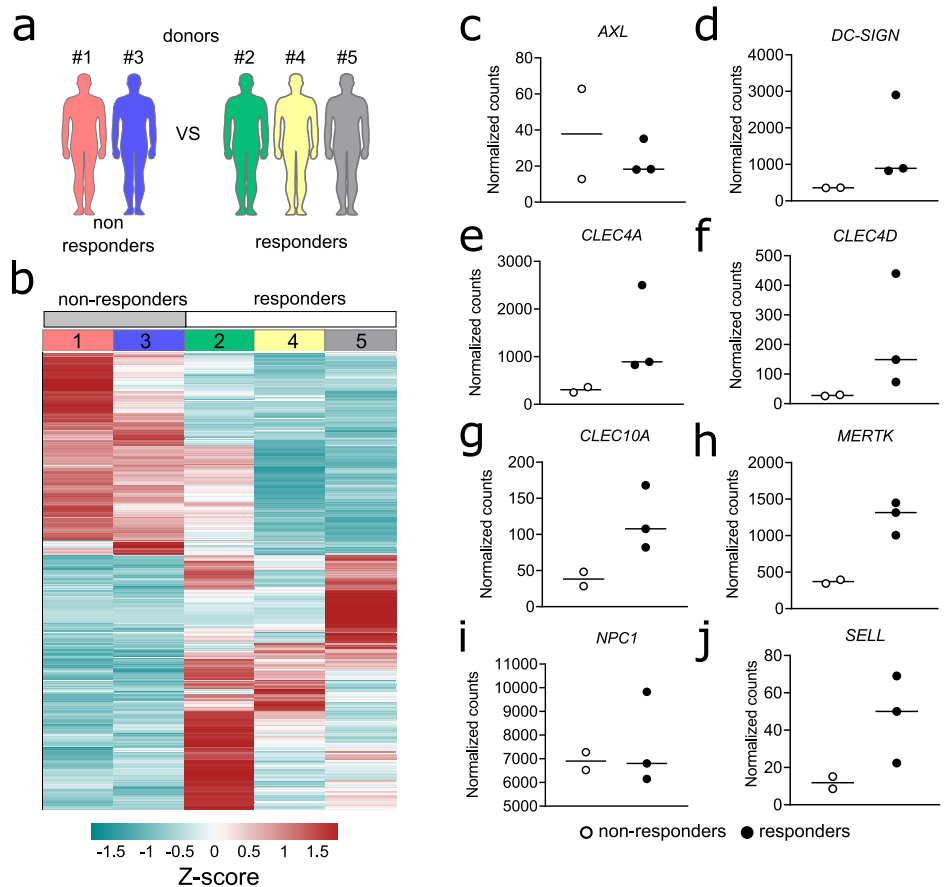 a
donors
#1 #3 #2 #4 #5
VS
non
responders
responders
b
non-responders responders
1 3 2 4 5
-1.5 -1 -0.5 0 0.5 1 1.5
Z-score
c
AXL
Normalized counts
80
60
40
20
0
d
DC-SIGN
Normalized counts
4000
3000
2000
1000
0
e
CLEC4A
Normalized counts
3000
2000
1000
0
f
CLEC4D
Normalized counts
500
400
300
200
100
0
g
CLEC10A
Normalized counts
200
150
100
50
0
h
MERTK
Normalized counts
2000
1500
1000
500
0
i
NPC1
Normalized counts
11000
10000
9000
8000
7000
6000
5000
j
SELL
Normalized counts
80
60
40
20
0
non-responders responders